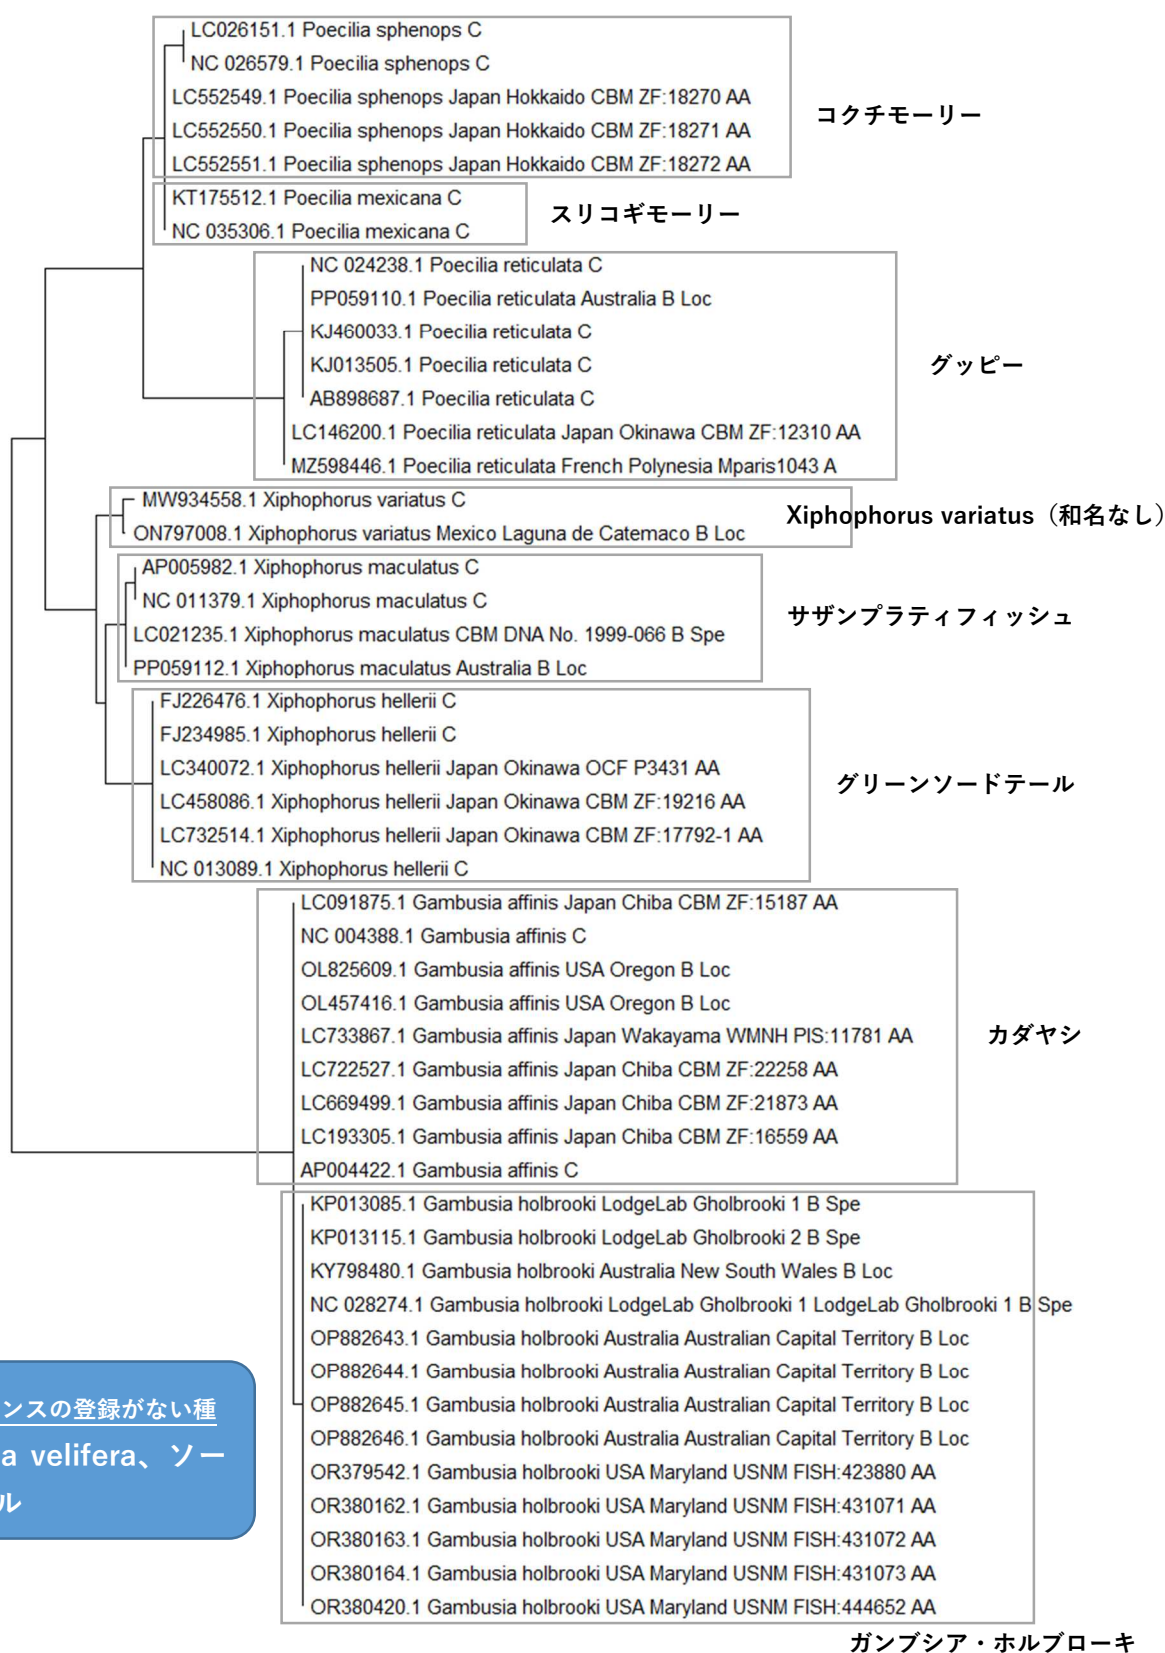 LC026151.1 Poecilia sphenops C
NC 026579.1 Poecilia sphenops C
LC552549.1 Poecilia sphenops Japan Hokkaido CBM ZF:18270 AA
LC552550.1 Poecilia sphenops Japan Hokkaido CBM ZF:18271 AA
LC552551.1 Poecilia sphenops Japan Hokkaido CBM ZF:18272 AA
コクチモーリー
KT175512.1 Poecilia mexicana C
NC 035306.1 Poecilia mexicana C
スリコギモーリー
NC 024238.1 Poecilia reticulata C
PP059110.1 Poecilia reticulata Australia B Loc
KJ460033.1 Poecilia reticulata C
KJ013505.1 Poecilia reticulata C
AB898687.1 Poecilia reticulata C
LC146200.1 Poecilia reticulata Japan Okinawa CBM ZF:12310 AA
MZ598446.1 Poecilia reticulata French Polynesia Mparis1043 A
グッピー
MW934558.1 Xiphophorus variatus C
ON797008.1 Xiphophorus variatus Mexico Laguna de Catemaco B Loc
Xiphophorus variatus（和名なし）
AP005982.1 Xiphophorus maculatus C
NC 011379.1 Xiphophorus maculatus C
LC021235.1 Xiphophorus maculatus CBM DNA No. 1999-066 B Spe
PP059112.1 Xiphophorus maculatus Australia B Loc
サザンプラティフィッシュ
FJ226476.1 Xiphophorus hellerii C
FJ234985.1 Xiphophorus hellerii C
LC340072.1 Xiphophorus hellerii Japan Okinawa OCF P3431 AA
LC458086.1 Xiphophorus hellerii Japan Okinawa CBM ZF:19216 AA
LC732514.1 Xiphophorus hellerii Japan Okinawa CBM ZF:17792-1 AA
NC 013089.1 Xiphophorus hellerii C
グリーンソードテール
LC091875.1 Gambusia affinis Japan Chiba CBM ZF:15187 AA
NC 004388.1 Gambusia affinis C
OL825609.1 Gambusia affinis USA Oregon B Loc
OL457416.1 Gambusia affinis USA Oregon B Loc
LC733867.1 Gambusia affinis Japan Wakayama WMNH PIS:11781 AA
LC722527.1 Gambusia affinis Japan Chiba CBM ZF:22258 AA
LC669499.1 Gambusia affinis Japan Chiba CBM ZF:21873 AA
LC193305.1 Gambusia affinis Japan Chiba CBM ZF:16559 AA
AP004422.1 Gambusia affinis C
カダヤシ
KP013085.1 Gambusia holbrooki LodgeLab Gholbrooki 1 B Spe
KP013115.1 Gambusia holbrooki LodgeLab Gholbrooki 2 B Spe
KY798480.1 Gambusia holbrooki Australia New South Wales B Loc
NC 028274.1 Gambusia holbrooki LodgeLab Gholbrooki 1 LodgeLab Gholbrooki 1 B Spe
OP882643.1 Gambusia holbrooki Australia Australian Capital Territory B Loc
OP882644.1 Gambusia holbrooki Australia Australian Capital Territory B Loc
OP882645.1 Gambusia holbrooki Australia Australian Capital Territory B Loc
OP882646.1 Gambusia holbrooki Australia Australian Capital Territory B Loc
OR379542.1 Gambusia holbrooki USA Maryland USNM FISH:423880 AA
OR380162.1 Gambusia holbrooki USA Maryland USNM FISH:431071 AA
OR380163.1 Gambusia holbrooki USA Maryland USNM FISH:431072 AA
OR380164.1 Gambusia holbrooki USA Maryland USNM FISH:431073 AA
OR380420.1 Gambusia holbrooki USA Maryland USNM FISH:444652 AA
ガンブシア・ホルブローキ
ンスの登録がない種
a velifera、ソー
ル